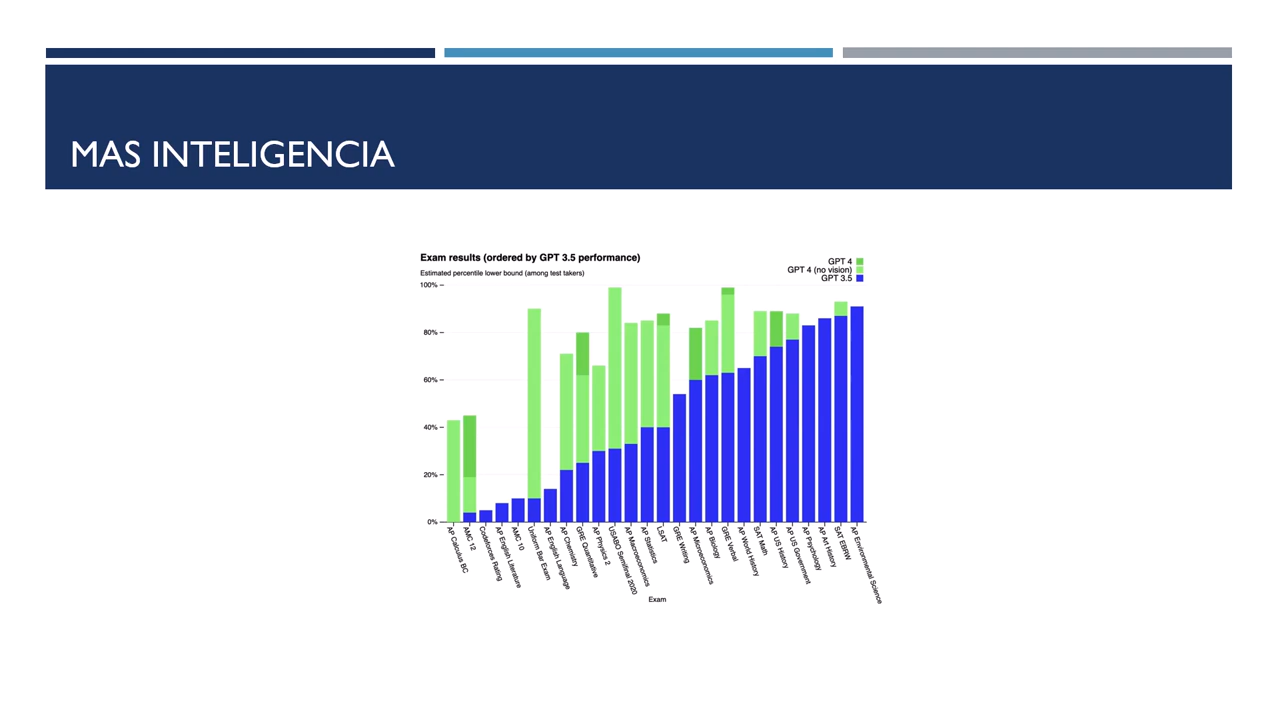 MAS INTELIGENCIA
Exam results (ordered by GPT 3.5 performance)
Estimated percentile lower bound (among test takers)
GPT 4
GPT 4 (no vision)
GPT 3.5
100%
80%
60%
40%
20%
0%
AP Calculus BC
AMC 12
Codeforces Rating
AP English Literature
AMC 10
Uniform Bar Exam
AP English Language
AP Chemistry
GRE Quantitative
AP Physics 2
USABO Semifinal 2020
AP Macroeconomics
AP Statistics
LSAT
GRE Writing
AP Microeconomics
AP Biology
GRE Verbal
AP World History
SAT Math
AP US History
AP US Government
AP Psychology
AP Art History
SAT EBRW
AP Environmental Science
Exam